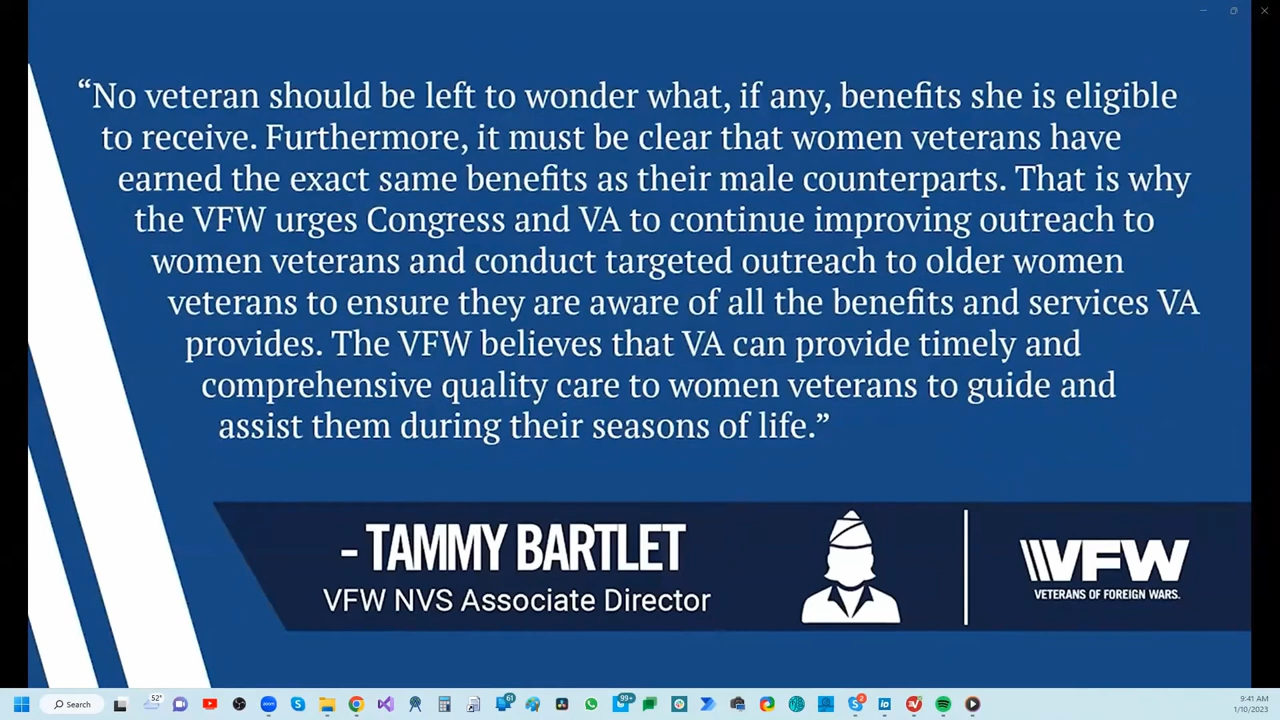 “No veteran should be left to wonder what, if any, benefits she is eligible
to receive. Furthermore, it must be clear that women veterans have
earned the exact same benefits as their male counterparts. That is why
the VFW urges Congress and VA to continue improving outreach to
women veterans and conduct targeted outreach to older women
veterans to ensure they are aware of all the benefits and services VA
provides. The VFW believes that VA can provide timely and
comprehensive quality care to women veterans to guide and
assist them during their seasons of life.”
- TAMMY BARTLET
VFW NVS Associate Director
VFW
VETERANS OF FOREIGN WARS.
52°
Search
61
99+
2
9:41 AM
1/10/2023